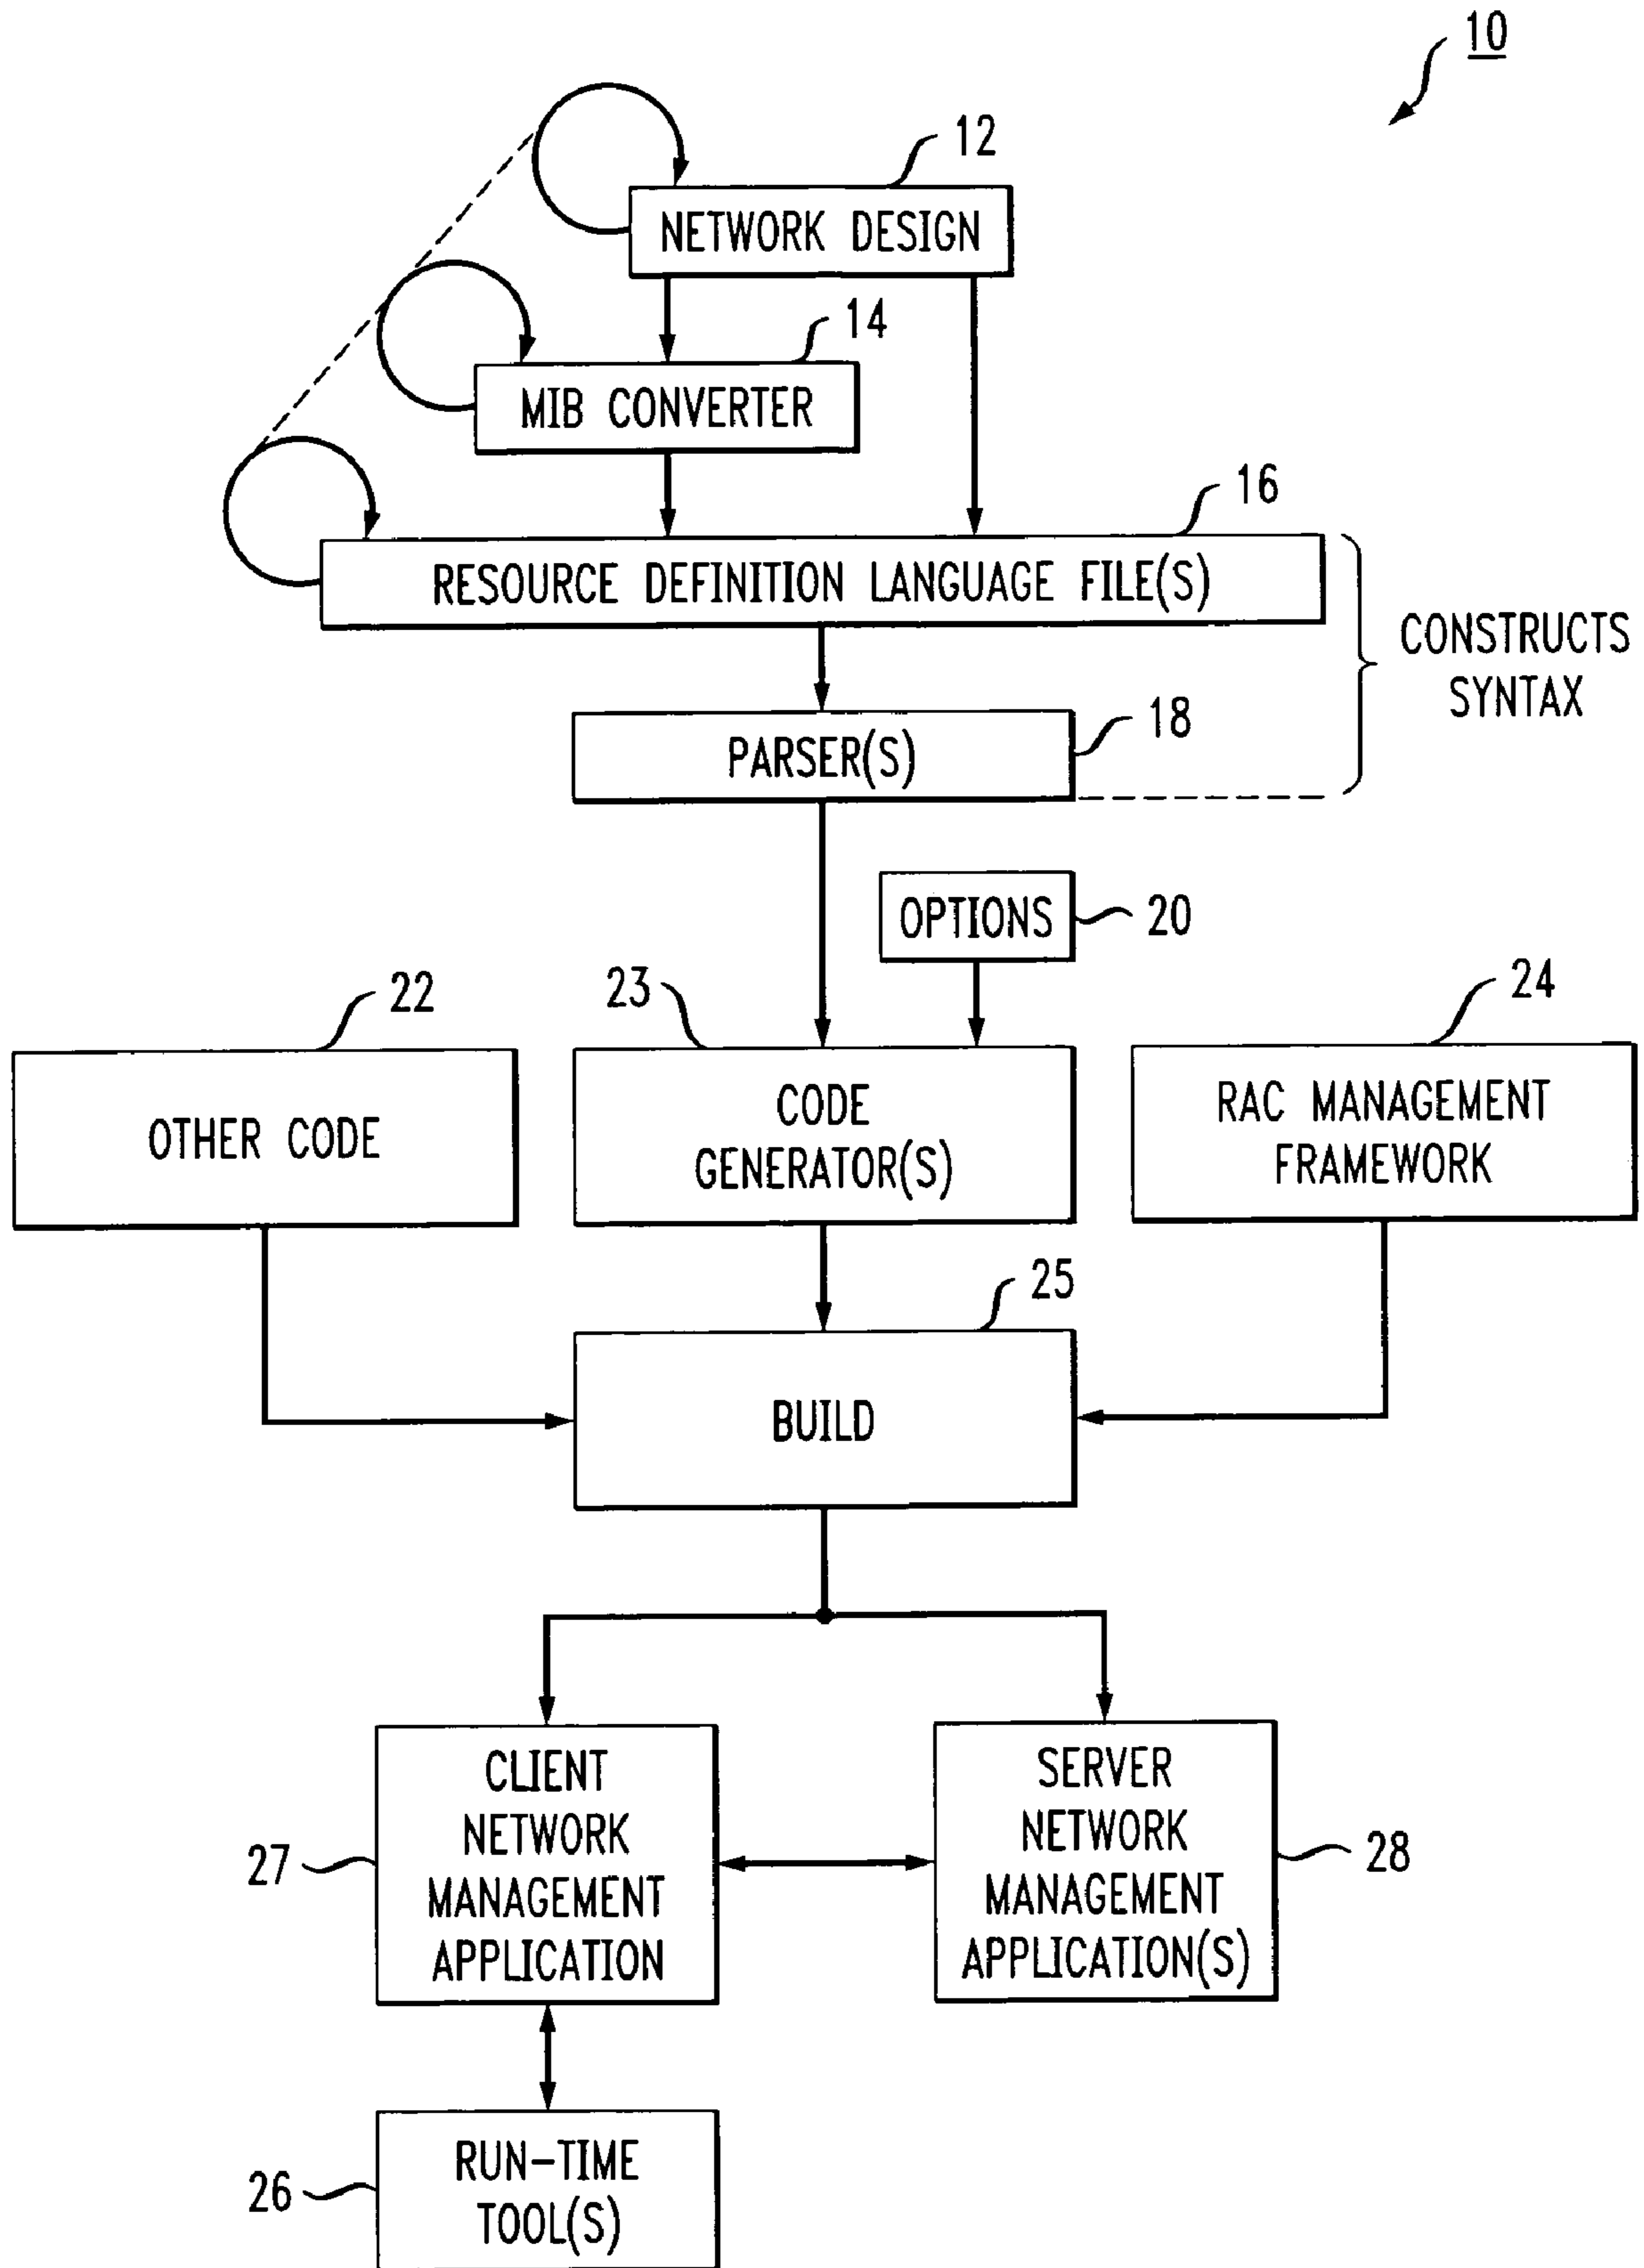 10
12
NETWORK DESIGN
14
MIB CONVERTER
16
RESOURCE DEFINITION LANGUAGE FILE(S)
CONSTRUCTS
SYNTAX
18
PARSER(S)
OPTIONS
20
22
OTHER CODE
23
CODE
GENERATOR(S)
24
RAC MANAGEMENT
FRAMEWORK
25
BUILD
27
CLIENT
NETWORK
MANAGEMENT
APPLICATION
SERVER
NETWORK
MANAGEMENT
APPLICATION(S)
28
26
RUN-TIME
TOOL(S)